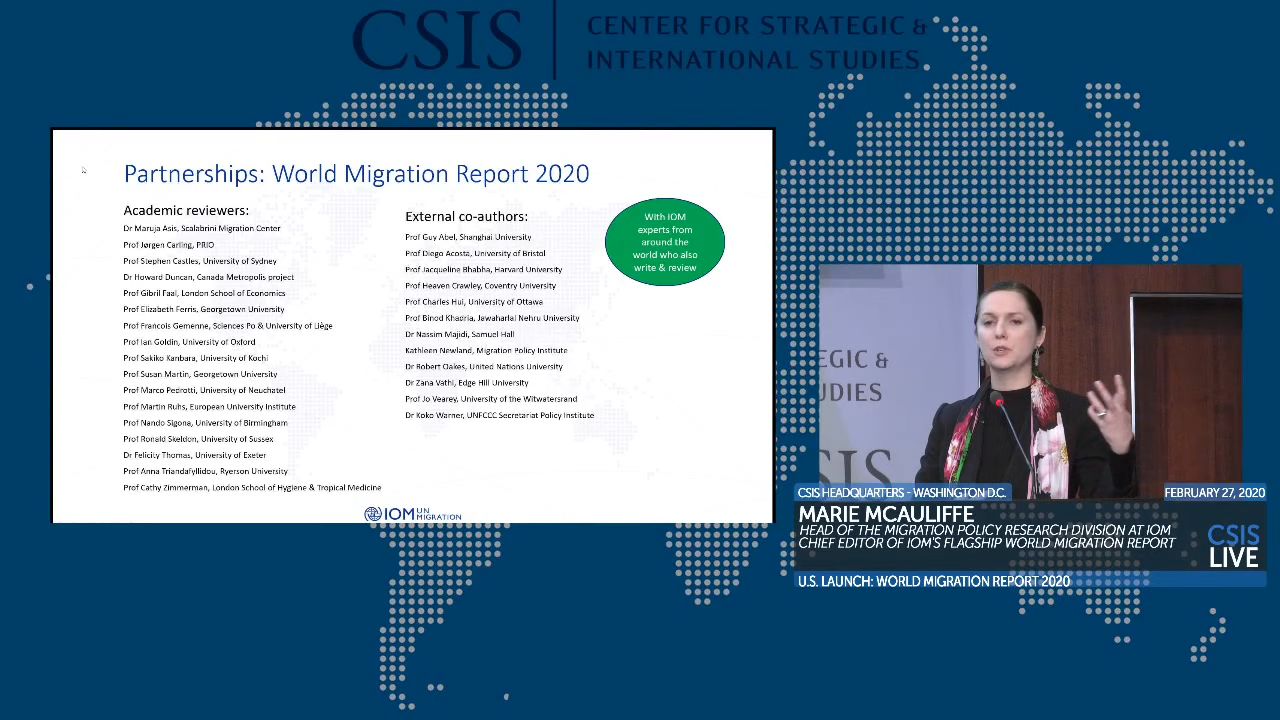 CSIS
CENTER FOR STRATEGIC &
INTERNATIONAL STUDIES
Partnerships: World Migration Report 2020
Academic reviewers:
Dr Maruja Asis, Scalabrini Migration Center
Prof Jørgen Carling, PRIO
Prof Stephen Castles, University of Sydney
Dr Howard Duncan, Canada Metropolis project
Prof Gibril Faal, London School of Economics
Prof Elizabeth Ferris, Georgetown University
Prof Francois Gemenne, Sciences Po & University of Liège
Prof Ian Goldin, University of Oxford
Prof Sakiko Kanbara, University of Kochi
Prof Susan Martin, Georgetown University
Prof Marco Pedrotti, University of Neuchatel
Prof Martin Ruhs, European University Institute
Prof Nando Sigona, University of Birmingham
Prof Ronald Skeldon, University of Sussex
Dr Felicity Thomas, University of Exeter
Prof Anna Triandafyllidou, Ryerson University
Prof Cathy Zimmerman, London School of Hygiene & Tropical Medicine
External co-authors:
Prof Guy Abel, Shanghai University
Prof Diego Acosta, University of Bristol
Prof Jacqueline Bhabha, Harvard University
Prof Heaven Crawley, Coventry University
Prof Charles Hui, University of Ottawa
Prof Binod Khadria, Jawaharlal Nehru University
Dr Nassim Majidi, Samuel Hall
Kathleen Newland, Migration Policy Institute
Dr Robert Oakes, United Nations University
Dr Zana Vathi, Edge Hill University
Prof Jo Vearey, University of the Witwatersrand
Dr Koko Warner, UNFCCC Secretariat Policy Institute
With IOM
experts from
around the
world who also
write & review
IOM UN
MIGRATION
EGIC &
UDIES
SIS
CSIS HEADQUARTERS - WASHINGTON D.C.
FEBRUARY 27, 2020
MARIE MCAULIFFE
HEAD OF THE MIGRATION POLICY RESEARCH DIVISION AT IOM
CHIEF EDITOR OF IOM'S FLAGSHIP WORLD MIGRATION REPORT
CSIS
LIVE
U.S. LAUNCH: WORLD MIGRATION REPORT 2020